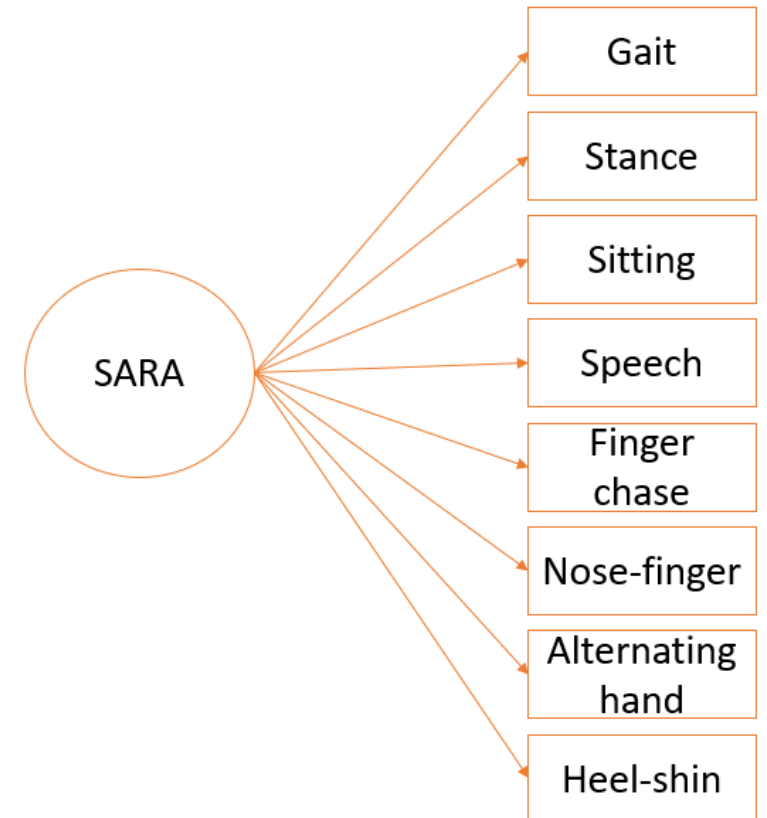 Gait
Stance
Sitting
SARA
Speech
Finger
chase
Nose-finger
Alternating
hand
Heel-shin